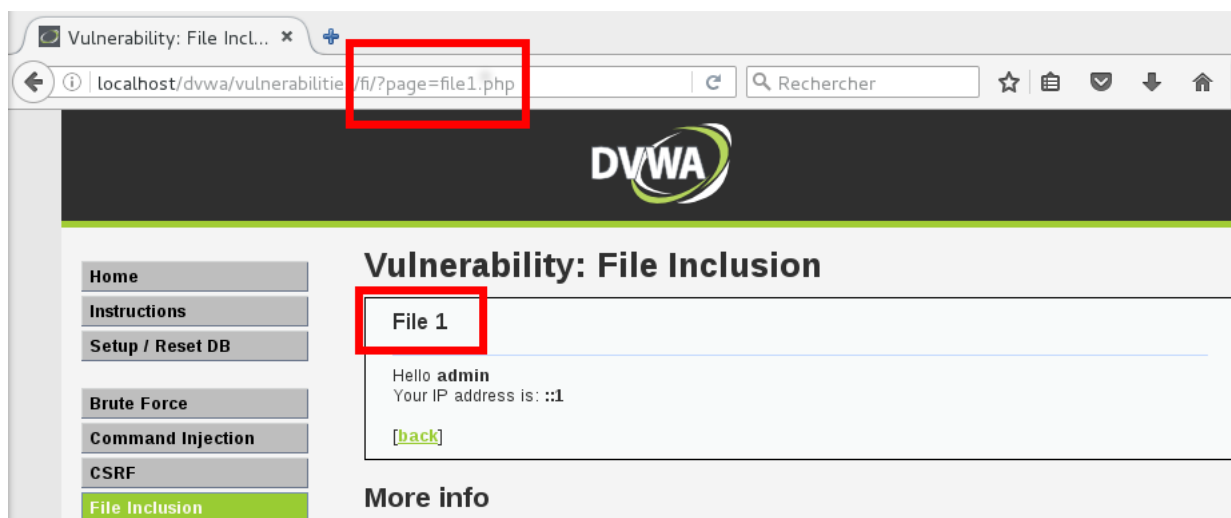 Vulnerability: File Incl...
localhost/dvwa/vulnerabilitie /fi/?page=file1.php
Rechercher
DVWA
Home
Instructions
Setup / Reset DB
Brute Force
Command Injection
CSRF
File Inclusion
Vulnerability: File Inclusion
File 1
Hello admin
Your IP address is: ::1
[back]
More info